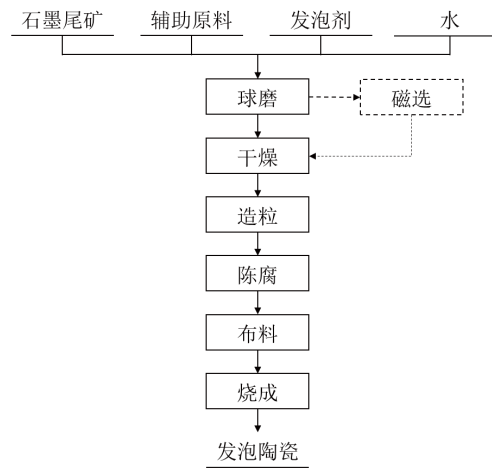 石墨尾矿 辅助原料 发泡剂 水
球磨 磁选
干燥
造粒
陈腐
布料
烧成
发泡陶瓷